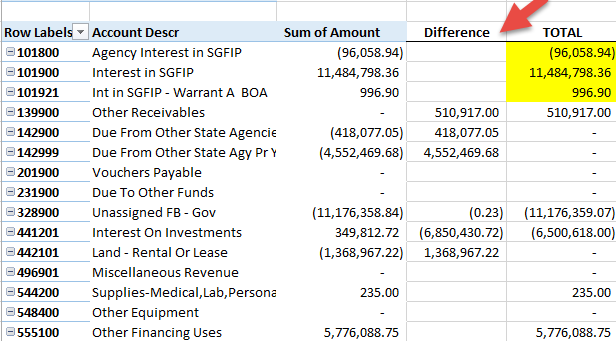 Row Labels Account Descr Sum of Amount Difference TOTAL
101800 Agency Interest in SGFIP (96,058.94) (96,058.94)
101900 Interest in SGFIP 11,484,798.36 11,484,798.36
101921 Int in SGFIP - Warrant A BOA 996.90 996.90
139900 Other Receivables - 510,917.00 510,917.00
142900 Due From Other State Agencie (418,077.05) 418,077.05 -
142999 Due From Other State Agy Pr Y (4,552,469.68) 4,552,469.68 -
201900 Vouchers Payable - -
231900 Due To Other Funds - -
328900 Unassigned FB - Gov (11,176,358.84) (0.23) (11,176,359.07)
441201 Interest On Investments 349,812.72 (6,850,430.72) (6,500,618.00)
442101 Land - Rental Or Lease (1,368,967.22) 1,368,967.22 -
496901 Miscellaneous Revenue - -
544200 Supplies-Medical,Lab,Persona 235.00 235.00
548400 Other Equipment - -
555100 Other Financing Uses 5,776,088.75 5,776,088.75